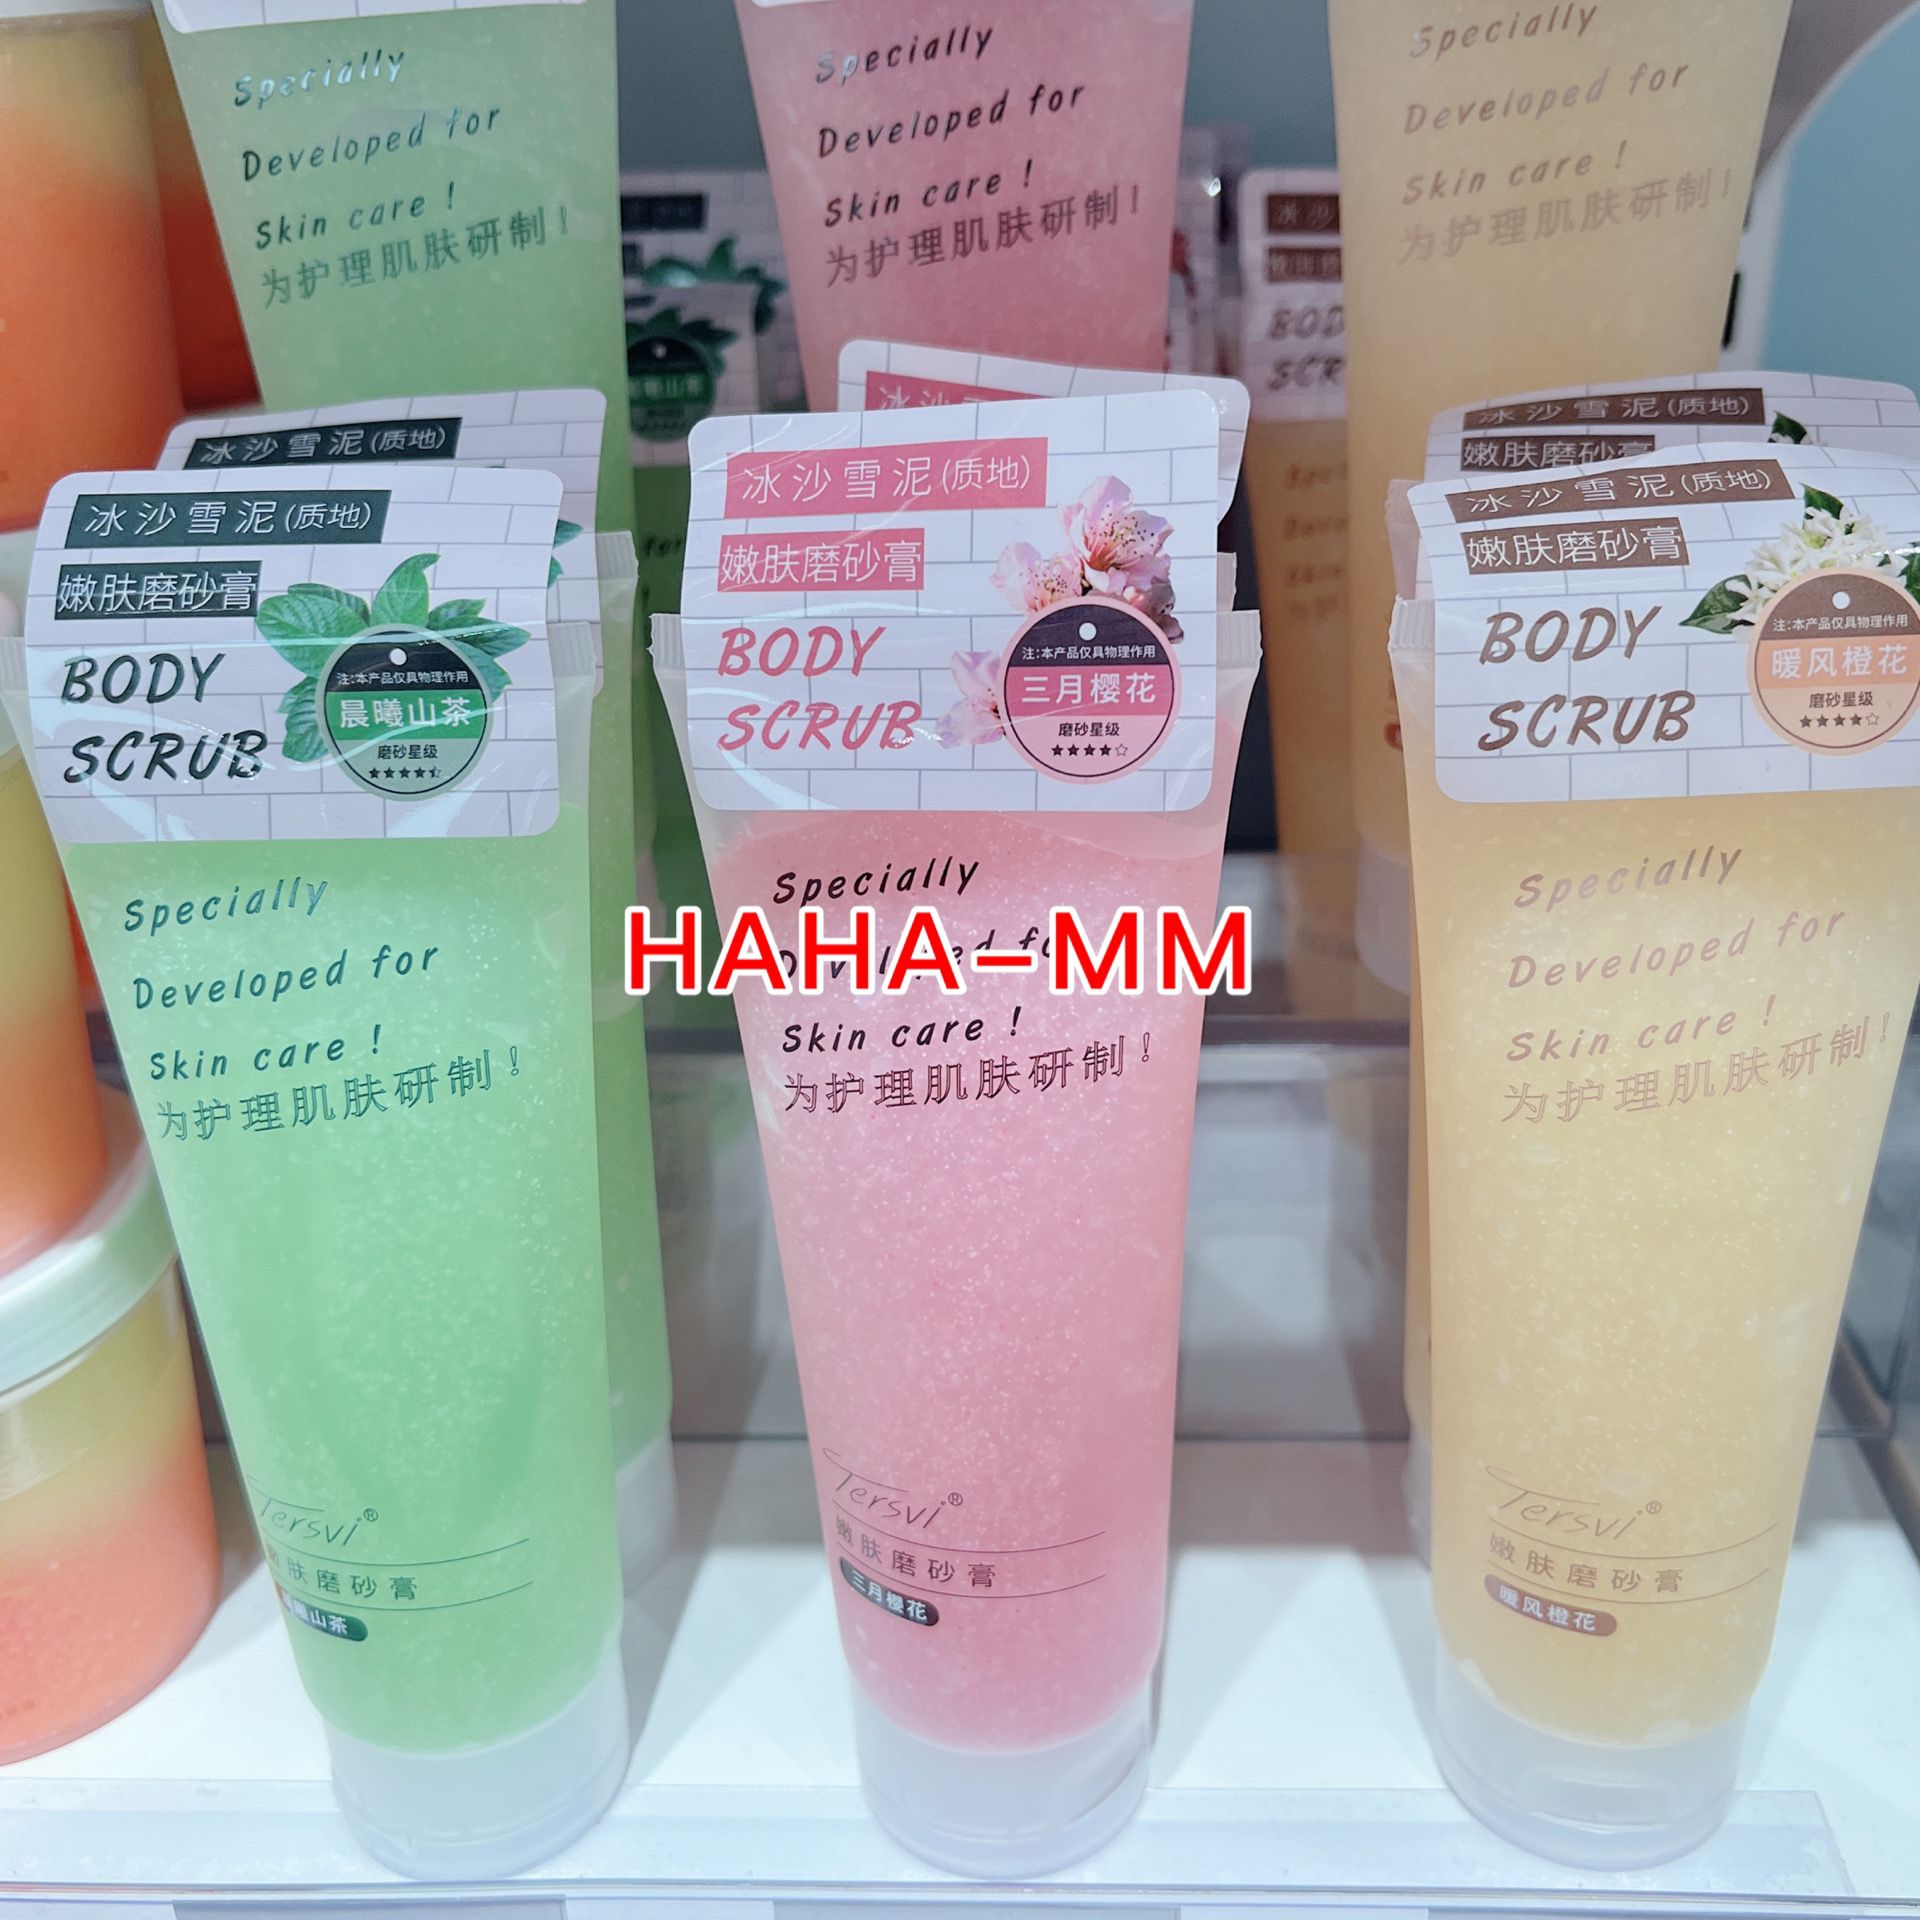 Specially
Developed for
Skin care !
为护理肌肤研制!
Specially
Developed for
Skin care !
为护理肌肤研制!
Specially
Developed for
Skin care !
为护理肌肤研制!
冰沙雪泥(质地)
冰沙雪泥(质地)
嫩肤磨砂膏
BODY
SCRUB
注:本产品仅具物理作用
晨曦山茶
磨砂星级
★★★★⯪
Specially
Developed for
Skin care !
为护理肌肤研制!
Tersvi®
肤磨砂膏
山茶
冰沙雪泥(质地)
嫩肤磨砂膏
BODY
SCRUB
注:本产品仅具物理作用
三月樱花
磨砂星级
★★★★☆
Specially
Developed for
Skin care !
为护理肌肤研制!
Tersvi®
嫩肤磨砂膏
三月樱花
冰沙雪泥(质地)
嫩肤磨砂膏
冰沙雪泥(质地)
嫩肤磨砂膏
BODY
SCRUB
注:本产品仅具物理作用
暖风橙花
磨砂星级
★★★★☆
Specially
Developed for
Skin care !
为护理肌肤研制!
Tersvi®
嫩肤磨砂膏
暖风橙花
HAHA-MM